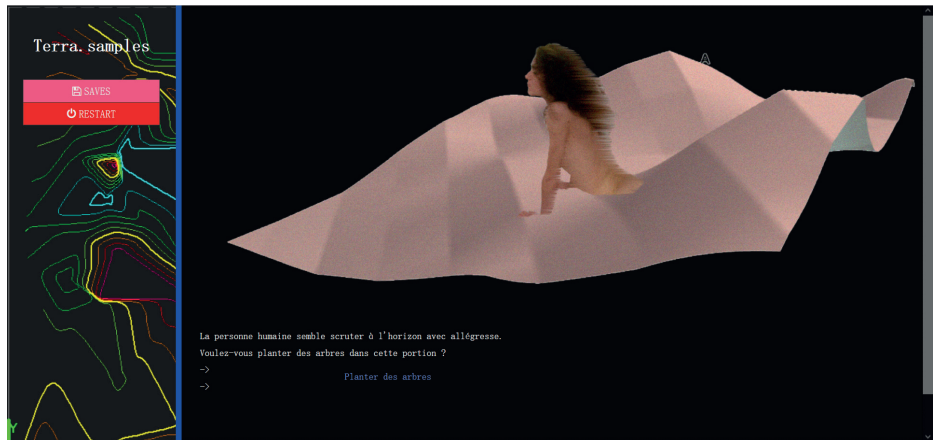 Terra.samples
SAVES
RESTART
A
La personne humaine semble scruter à l'horizon avec allégresse.
Voulez-vous planter des arbres dans cette portion ?
->
Planter des arbres
->
Y